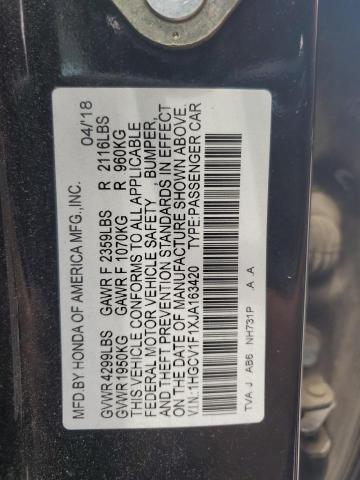 MFD BY HONDA OF AMERICA MFG.,INC. 04/18
GVWR 4299LBS GAWR F 2359LBS R 2116LBS
GVWR 1950KG GAWR F 1070KG R 960KG
THIS VEHICLE CONFORMS TO ALL APPLICABLE
FEDERAL MOTOR VEHICLE SAFETY BUMPER,
AND THEFT PREVENTION STANDARDS IN EFFECT
ON THE DATE OF MANUFACTURE SHOWN ABOVE.
V.I.N.:1HGCV1F1XJA163420 TYPE:PASSENGER CAR
TVA J AB6 NH731P A .A